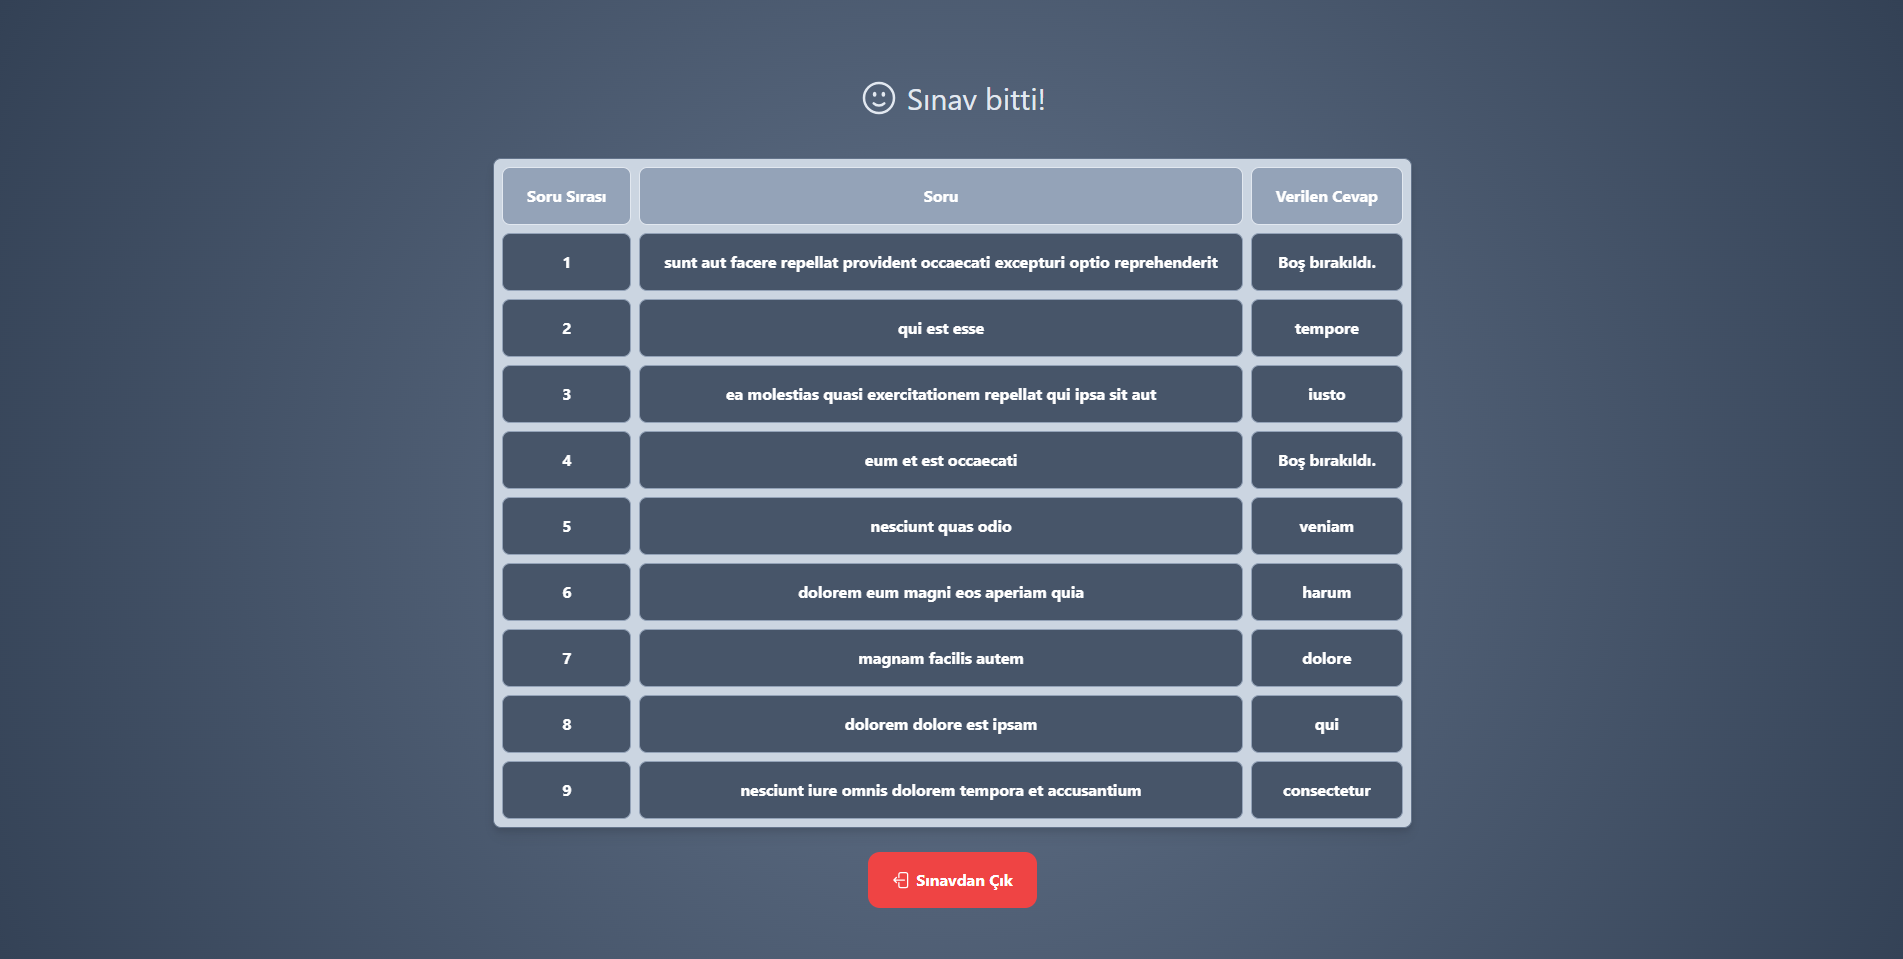 Sınav bitti!
Soru Sırası Soru Verilen Cevap
1 sunt aut facere repellat provident occaecati excepturi optio reprehenderit Boş bırakıldı.
2 qui est esse tempore
3 ea molestias quasi exercitationem repellat qui ipsa sit aut iusto
4 eum et est occaecati Boş bırakıldı.
5 nesciunt quas odio veniam
6 dolorem eum magni eos aperiam quia harum
7 magnam facilis autem dolore
8 dolorem dolore est ipsam qui
9 nesciunt iure omnis dolorem tempora et accusantium consectetur
Sınavdan Çık